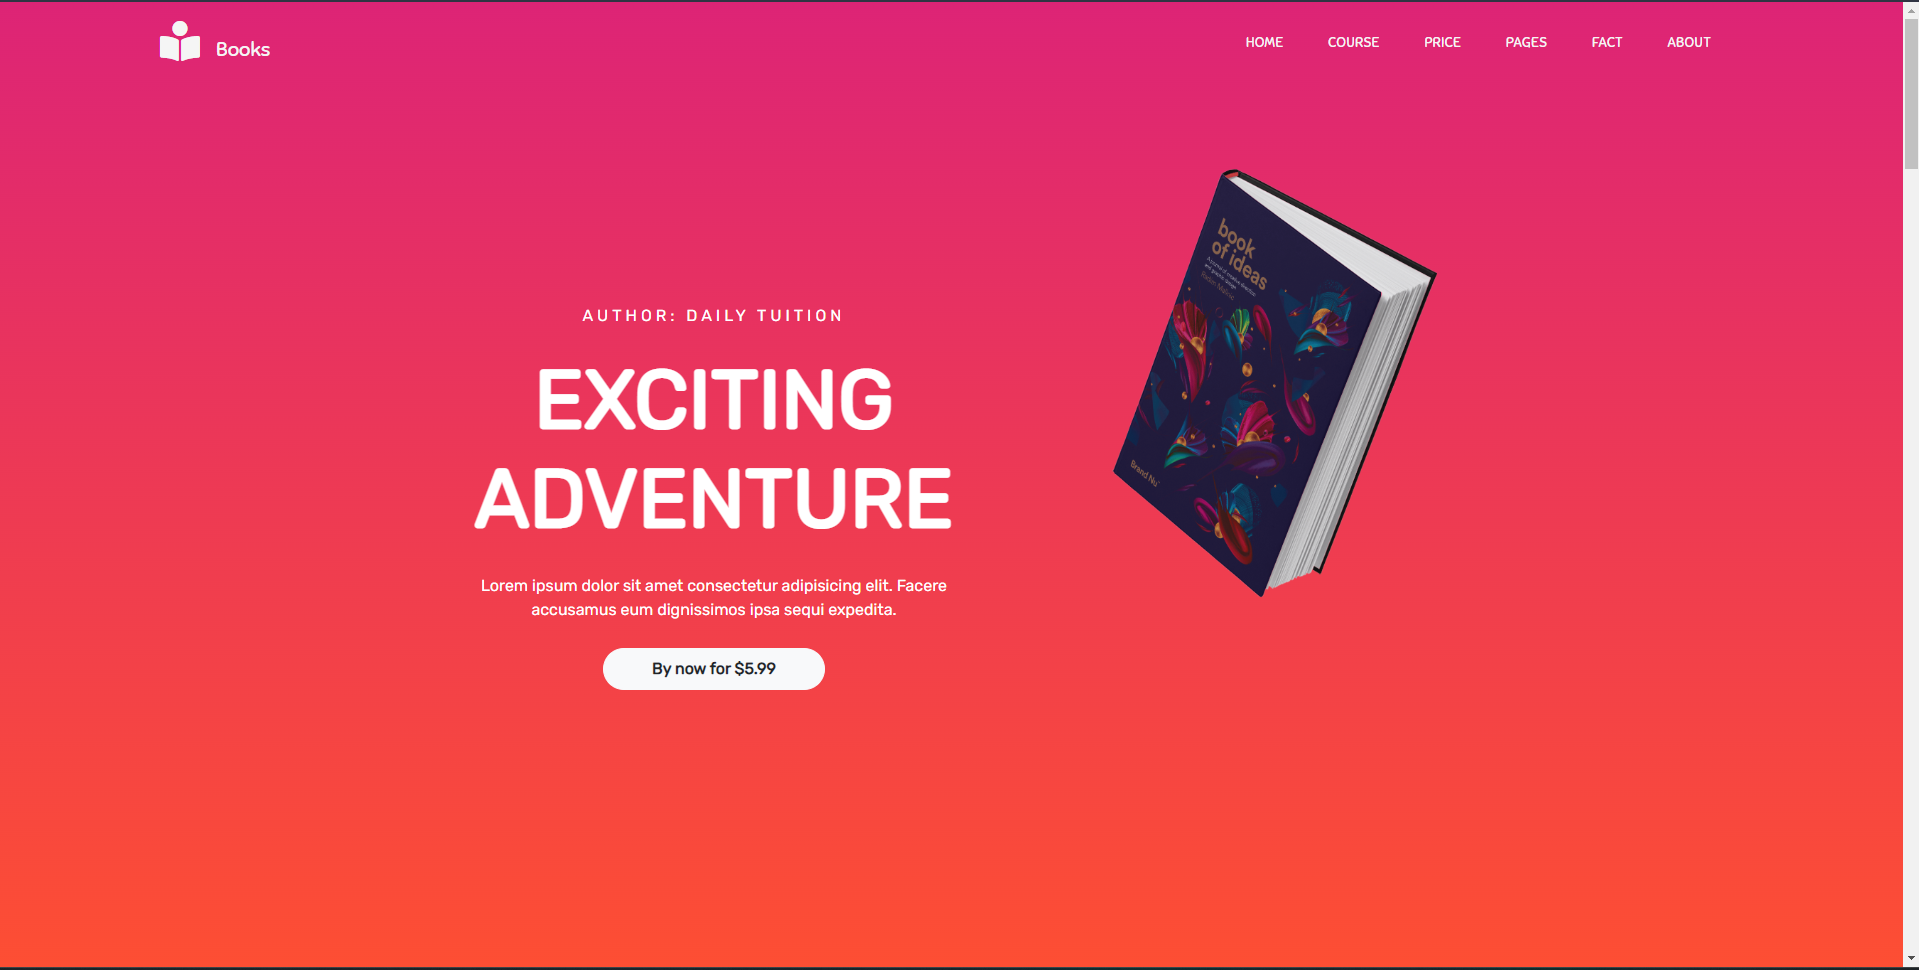 Books
HOME COURSE PRICE PAGES FACT ABOUT
AUTHOR: DAILY TUITION
EXCITING
ADVENTURE
Lorem ipsum dolor sit amet consectetur adipisicing elit. Facere
accusamus eum dignissimos ipsa sequi expedita.
By now for $5.99
book
of ideas
Brand Nu